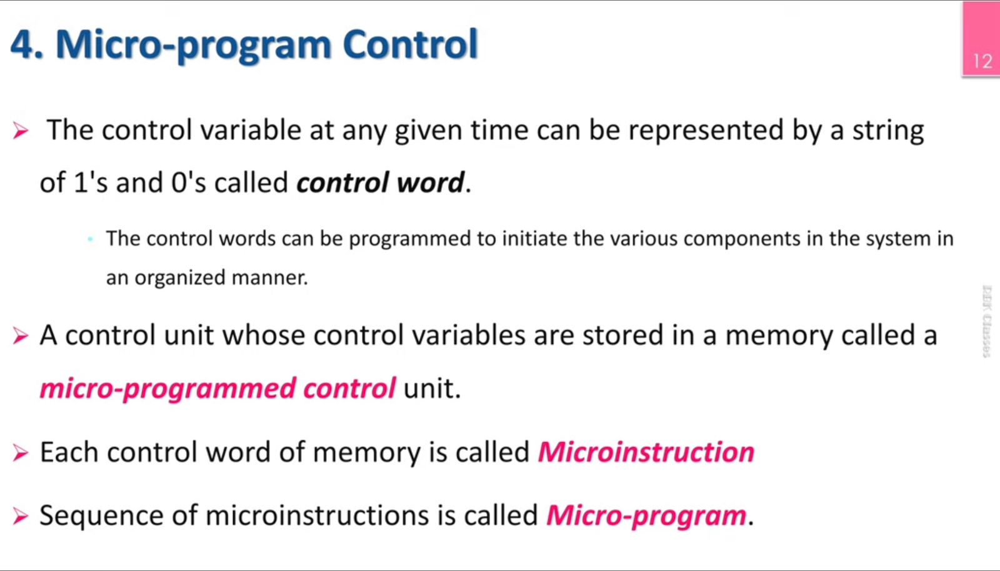 4. Micro-program Control
12
➢ The control variable at any given time can be represented by a string
of 1's and 0's called control word.
• The control words can be programmed to initiate the various components in the system in
an organized manner.
➢ A control unit whose control variables are stored in a memory called a
micro-programmed control unit.
➢ Each control word of memory is called Microinstruction
➢ Sequence of microinstructions is called Micro-program.
RBK Classes